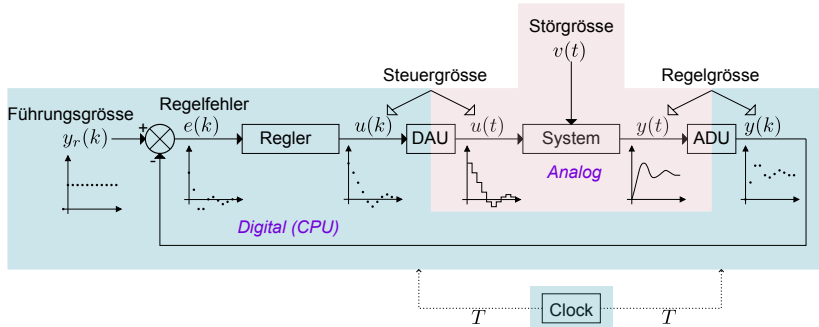 Störgrösse
v(t)
Steuergrösse
Regelgrösse
Führungsgrösse
Regelfehler
y_r(k)
+
-
e(k)
Regler
u(k)
DAU
u(t)
System
y(t)
ADU
y(k)
Analog
Digital (CPU)
T
Clock
T